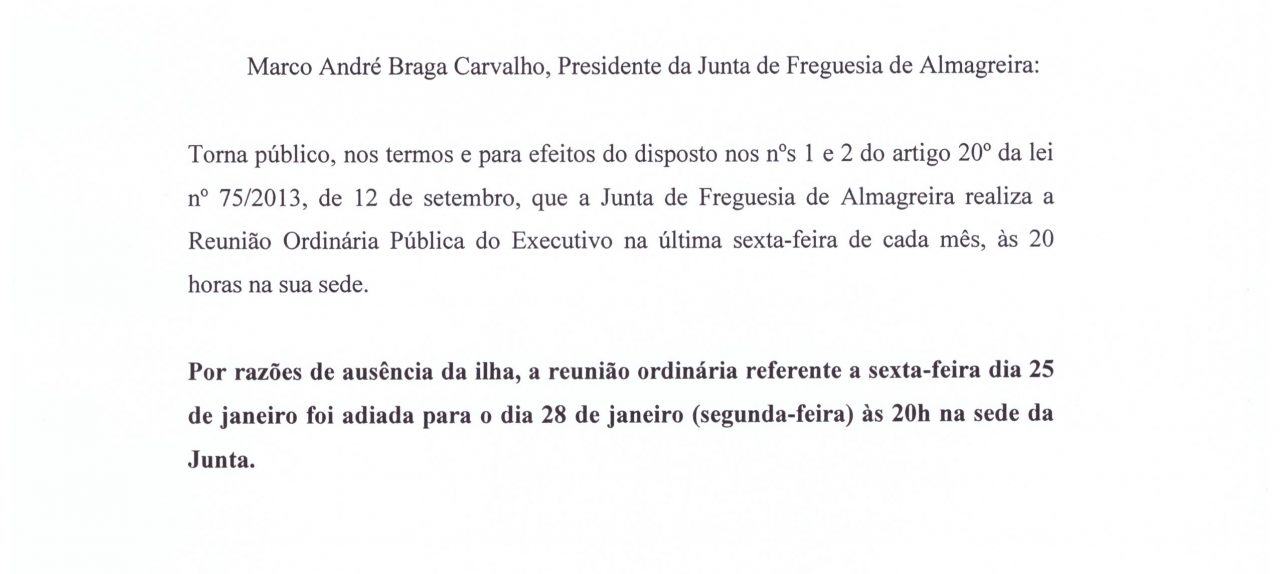 Marco André Braga Carvalho, Presidente da Junta de Freguesia de Almagreira:
Torna público, nos termos e para efeitos do disposto nos nºs 1 e 2 do artigo 20º da lei
nº 75/2013, de 12 de setembro, que a Junta de Freguesia de Almagreira realiza a
Reunião Ordinária Pública do Executivo na última sexta-feira de cada mês, às 20
horas na sua sede.
Por razões de ausência da ilha, a reunião ordinária referente a sexta-feira dia 25
de janeiro foi adiada para o dia 28 de janeiro (segunda-feira) às 20h na sede da
Junta.